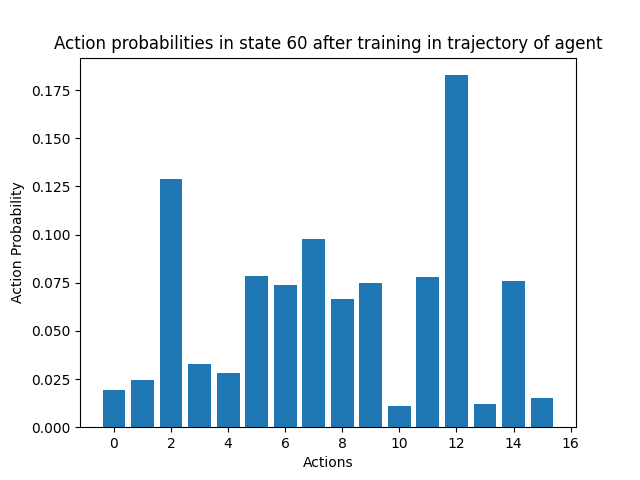 Action probabilities in state 60 after training in trajectory of agent
Action Probability
0.175
0.150
0.125
0.100
0.075
0.050
0.025
0.000
0 2 4 6 8 10 12 14 16
Actions